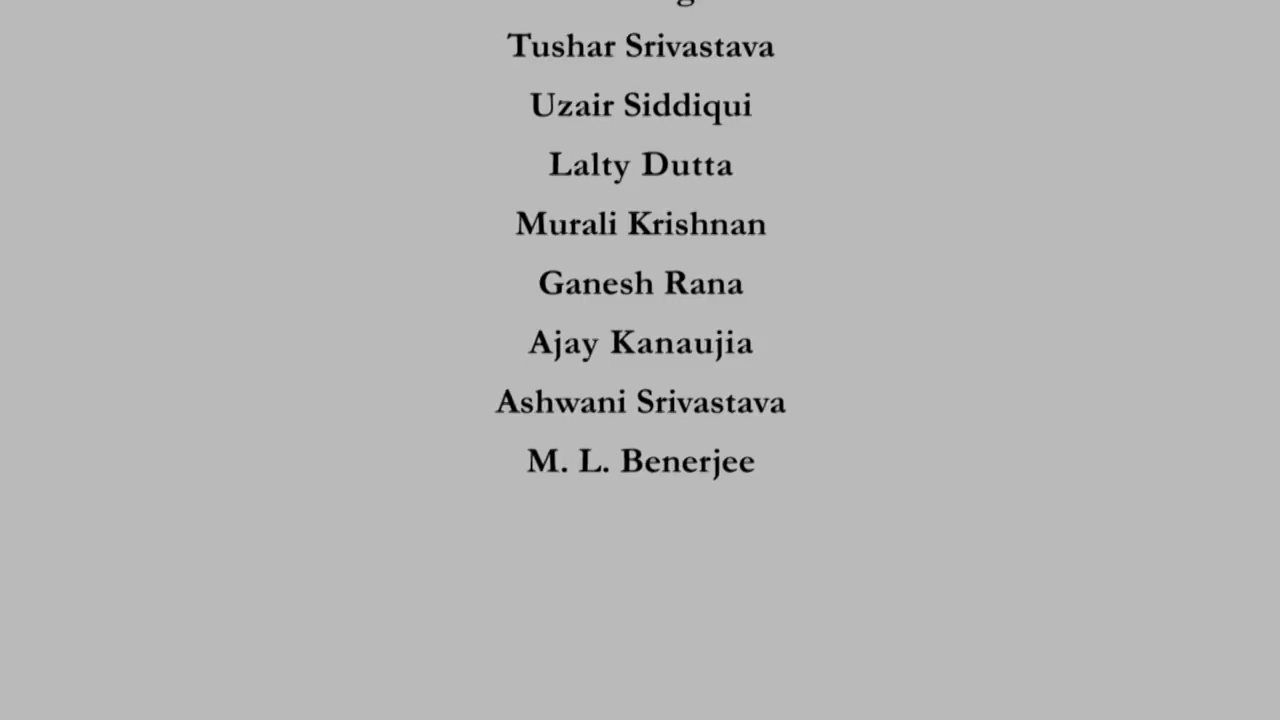 Tushar Srivastava
Uzair Siddiqui
Lalty Dutta
Murali Krishnan
Ganesh Rana
Ajay Kanaujia
Ashwani Srivastava
M. L. Benerjee